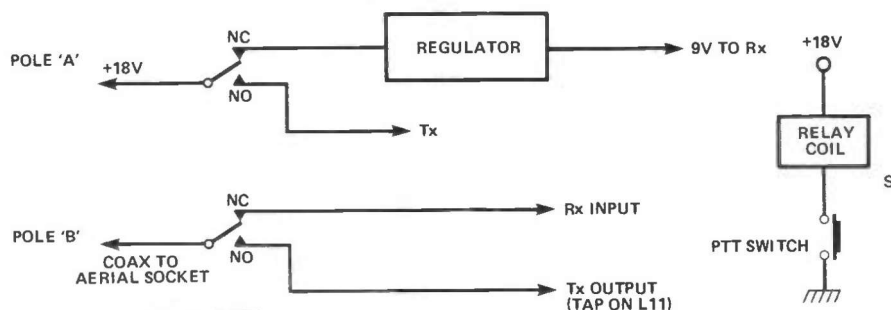 POLE 'A'
+18V
NC
NO
REGULATOR
9V TO Rx
Tx
+18V
RELAY
COIL
PTT SWITCH
S
POLE 'B'
COAX TO
AERIAL SOCKET
NC
NO
Rx INPUT
Tx OUTPUT
(TAP ON L11)